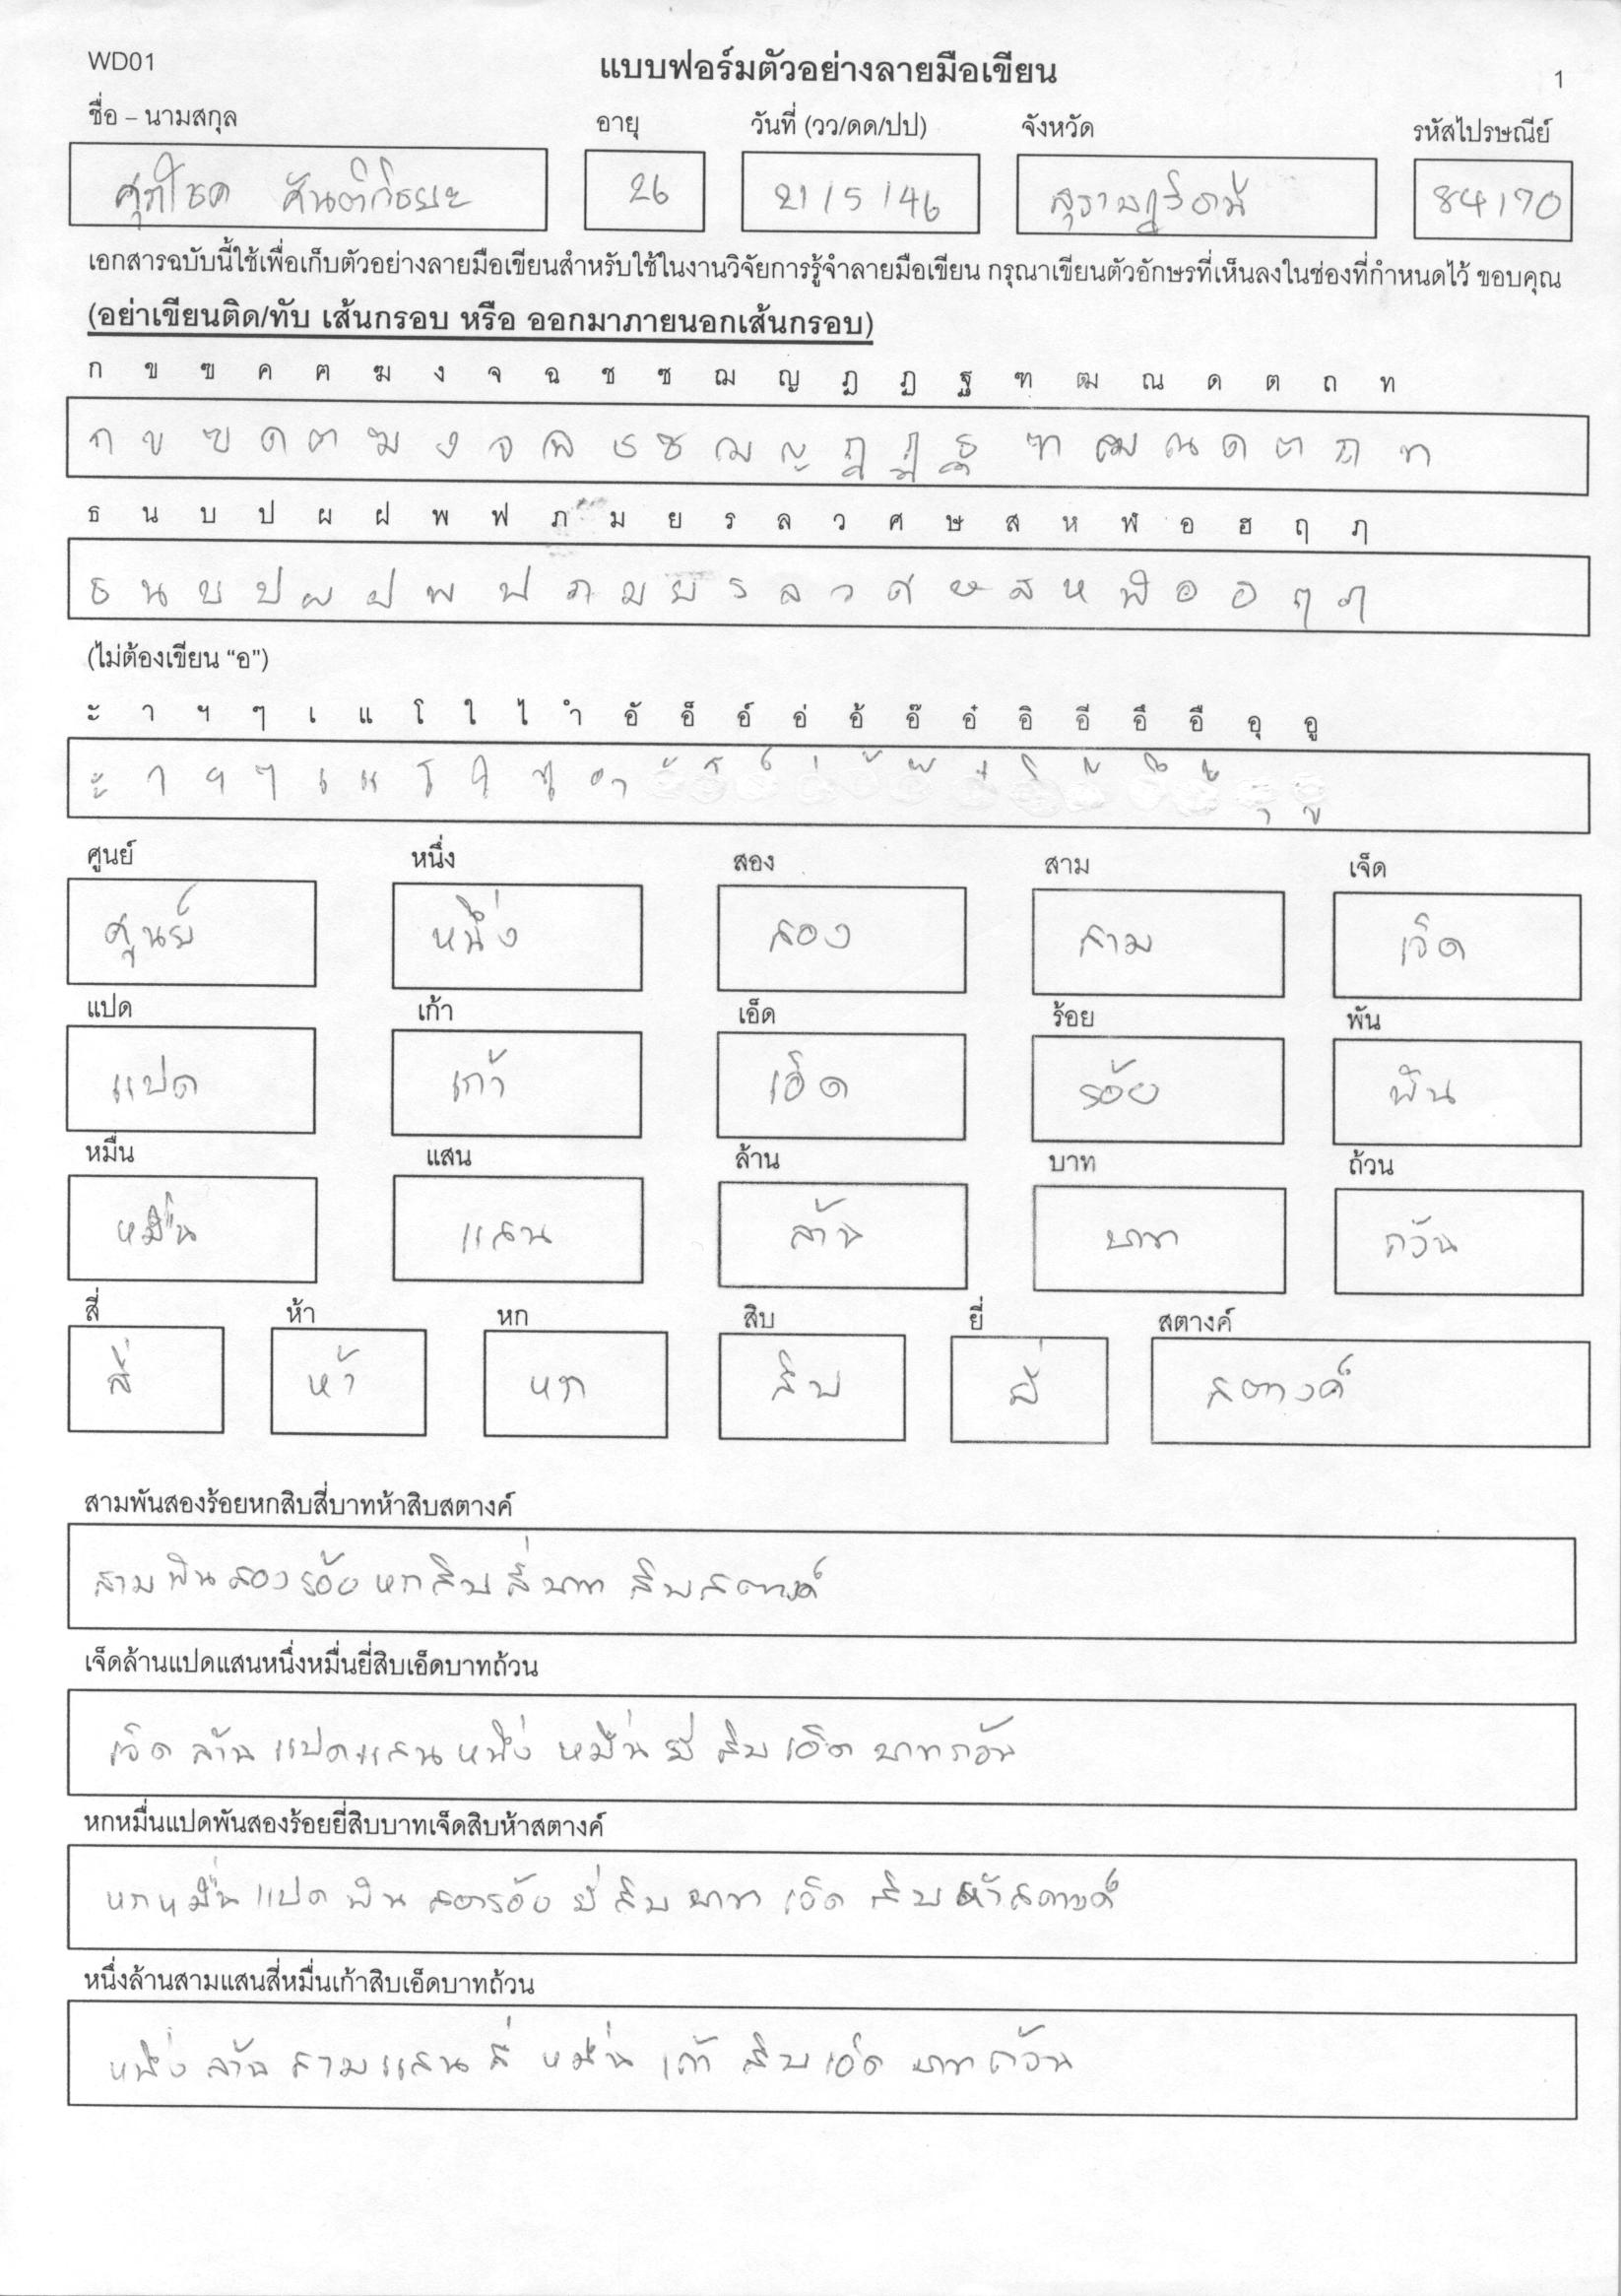 WD01
แบบฟอร์มตัวอย่างลายมือเขียน
1
ชื่อ – นามสกุล อายุ วันที่ (วว/ดด/ปป) จังหวัด รหัสไปรษณีย์
ศุภโชค 26 21/5/46 สุราษฎร์ธานี 84170
เอกสารฉบับนี้ใช้เพื่อเก็บตัวอย่างลายมือเขียนสำหรับใช้ในงานวิจัยการรู้จำลายมือเขียน กรุณาเขียนตัวอักษรที่เห็นลงในช่องที่กำหนดไว้ ขอบคุณ
(อย่าเขียนติด/ทับ เส้นกรอบ หรือ ออกมาภายนอกเส้นกรอบ)
ก ข ฃ ค ฅ ฆ ง จ ฉ ช ซ ฌ ญ ฎ ฏ ฐ ฑ ฒ ณ ด ต ถ ท
ก ข ฃ ค ฅ ฆ ง จ ฉ ช ซ ฌ ญ ฎ ฏ ฐ ฑ ฒ ณ ด ต ถ ท
ธ น บ ป ผ ฝ พ ฟ ภ ม ย ร ล ว ศ ษ ส ห ฬ อ ฮ ฤ ฦ
ธ น บ ป ผ ฝ พ ฟ ภ ม ย ร ล ว ศ ษ ส ห ฬ อ ฮ ฤ ฦ
(ไม่ต้องเขียน “อ”)
ะ า ฯ ๆ เ แ โ ใ ไ ำ อั อ็ อ์ อ่ อ้ อ๊ อ๋ อิ อี อึ อื อุ อู
ะ า ฯ ๆ เ แ โ ใ ไ ำ ั ็ ์ ่ ้ ๊ ๋ ิ ี ึ ื ุ ู
ศูนย์ หนึ่ง สอง สาม เจ็ด
ศูนย์ หนึ่ง สอง สาม เจ็ด
แปด เก้า เอ็ด ร้อย พัน
แปด เก้า เอ็ด ร้อย พัน
หมื่น แสน ล้าน บาท ถ้วน
หมื่น แสน ล้าน บาท ถ้วน
สี่ ห้า หก สิบ ยี่ สตางค์
สี่ ห้า หก สิบ ยี่ สตางค์
สามพันสองร้อยหกสิบสี่บาทห้าสิบสตางค์
สามพันสองร้อยหกสิบสี่บาท สิบสตางค์
เจ็ดล้านแปดแสนหนึ่งหมื่นยี่สิบเอ็ดบาทถ้วน
เจ็ด ล้าน แปดแสน หนึ่ง หมื่น ยี่ สิบ เอ็ด บาทถ้วน
หกหมื่นแปดพันสองร้อยยี่สิบบาทเจ็ดสิบห้าสตางค์
หกหมื่น แปด พัน สองร้อย ยี่ สิบ บาท เจ็ด สิบ ห้าสตางค์
หนึ่งล้านสามแสนสี่หมื่นเก้าสิบเอ็ดบาทถ้วน
หนึ่ง ล้าน สามแสน สี่ หมื่น เก้า สิบ เอ็ด บาทถ้วน